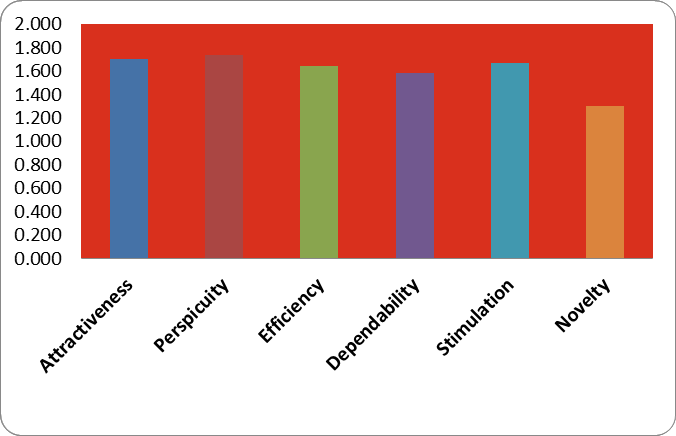 2.000
1.800
1.600
1.400
1.200
1.000
0.800
0.600
0.400
0.200
0.000
Attractiveness
Perspicuity
Efficiency
Dependability
Stimulation
Novelty